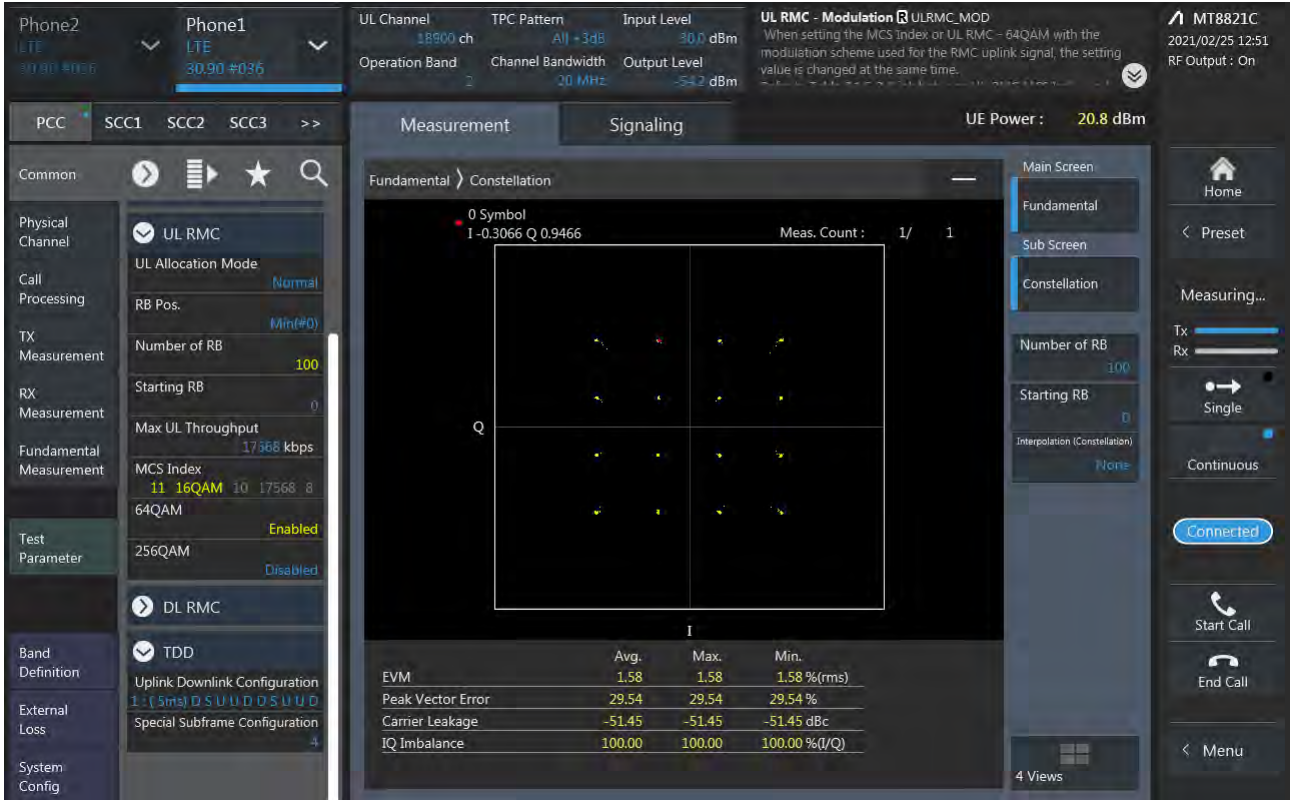 Phone2
LTE
30.90 #036
Phone1
LTE
30.90 #036
UL Channel
18900 ch
TPC Pattern
All +3dB
Input Level
30.0 dBm
Operation Band
2
Channel Bandwidth
20 MHz
Output Level
-54.2 dBm
UL RMC - Modulation R ULRMC_MOD
When setting the MCS Index or UL RMC - 64QAM with the
modulation scheme used for the RMC uplink signal, the setting
value is changed at the same time.
MT8821C
2021/02/25 12:51
RF Output : On
PCC
SCC1
SCC2
SCC3
>>
Measurement
Signaling
UE Power : 20.8 dBm
Common
Physical
Channel
Call
Processing
TX
Measurement
RX
Measurement
Fundamental
Measurement
Test
Parameter
Band
Definition
External
Loss
System
Config
UL RMC
UL Allocation Mode
Normal
RB Pos.
Min(#0)
Number of RB
100
Starting RB
0
Max UL Throughput
17568 kbps
MCS Index
11 16QAM 10 17568 8
64QAM
Enabled
256QAM
Disabled
DL RMC
TDD
Uplink Downlink Configuration
1 : ( 5ms) D S U U D D S U U D
Special Subframe Configuration
4
Fundamental 〉 Constellation
0 Symbol
I -0.3066 Q 0.9466
Meas. Count : 1/ 1
Q
I
Avg. Max. Min.
EVM 1.58 1.58 1.58 %(rms)
Peak Vector Error 29.54 29.54 29.54 %
Carrier Leakage -51.45 -51.45 -51.45 dBc
IQ Imbalance 100.00 100.00 100.00 %(I/Q)
Main Screen
Fundamental
Sub Screen
Constellation
Number of RB
100
Starting RB
0
Interpolation (Constellation)
None
4 Views
Home
< Preset
Measuring...
Tx
Rx
Single
Continuous
Connected
Start Call
End Call
< Menu